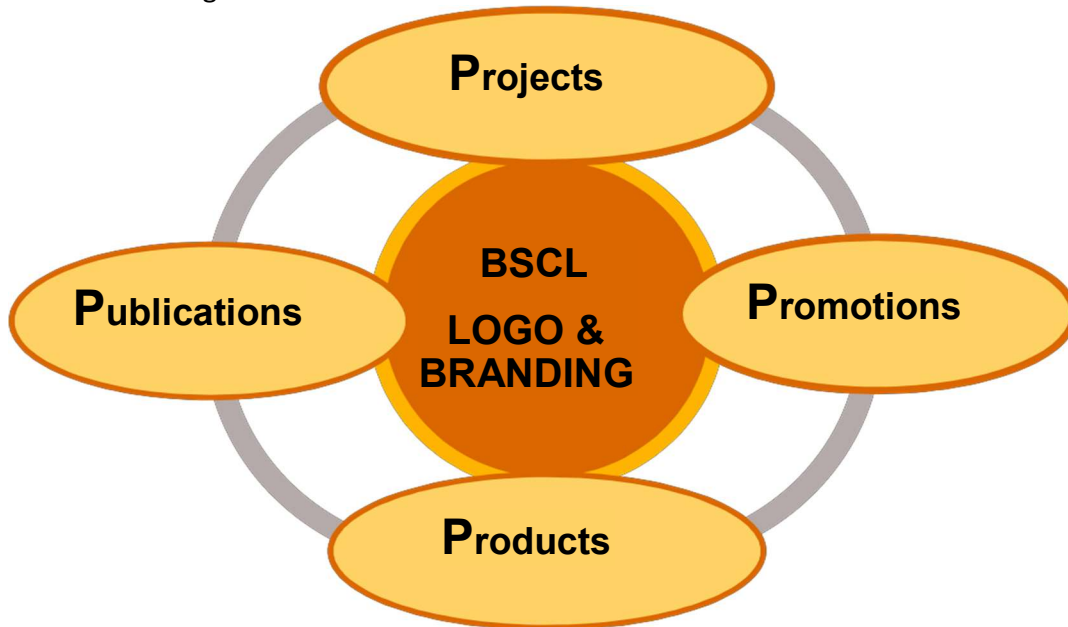 Projects
BSCL
Publications
Promotions
LOGO &
BRANDING
Products